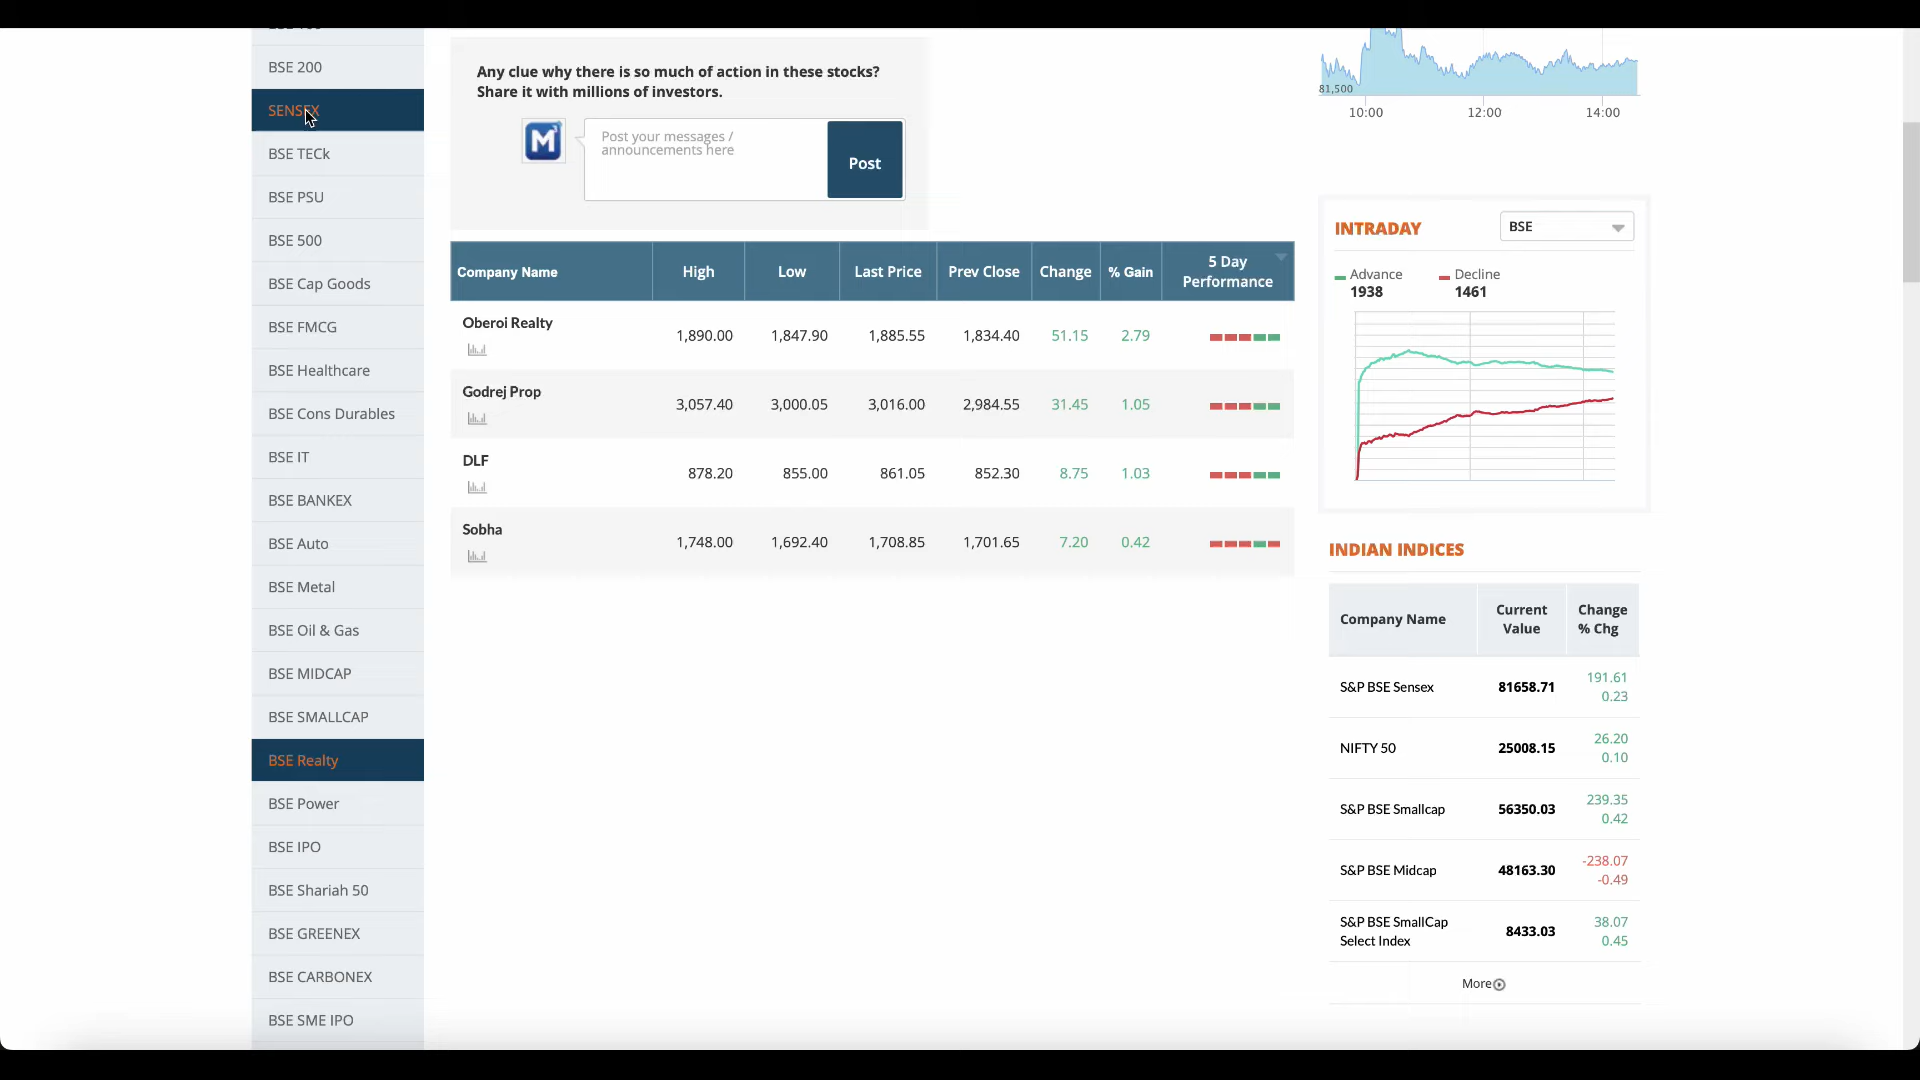 BSE 200
SENSEX
BSE TECk
BSE PSU
BSE 500
BSE Cap Goods
BSE FMCG
BSE Healthcare
BSE Cons Durables
BSE IT
BSE BANKEX
BSE Auto
BSE Metal
BSE Oil & Gas
BSE MIDCAP
BSE SMALLCAP
BSE Realty
BSE Power
BSE IPO
BSE Shariah 50
BSE GREENEX
BSE CARBONEX
BSE SME IPO
Any clue why there is so much of action in these stocks?
Share it with millions of investors.
M
Post your messages /
announcements here
Post
Company Name High Low Last Price Prev Close Change % Gain 5 Day
Performance
Oberoi Realty 1,890.00 1,847.90 1,885.55 1,834.40 51.15 2.79
Godrej Prop 3,057.40 3,000.05 3,016.00 2,984.55 31.45 1.05
DLF 878.20 855.00 861.05 852.30 8.75 1.03
Sobha 1,748.00 1,692.40 1,708.85 1,701.65 7.20 0.42
81,500
10:00 12:00 14:00
INTRADAY BSE
Advance Decline
1938 1461
INDIAN INDICES
Company Name Current Change
Value % Chg
S&P BSE Sensex 81658.71 191.61
0.23
NIFTY 50 25008.15 26.20
0.10
S&P BSE Smallcap 56350.03 239.35
0.42
S&P BSE Midcap 48163.30 -238.07
-0.49
S&P BSE SmallCap 38.07
Select Index 8433.03 0.45
More